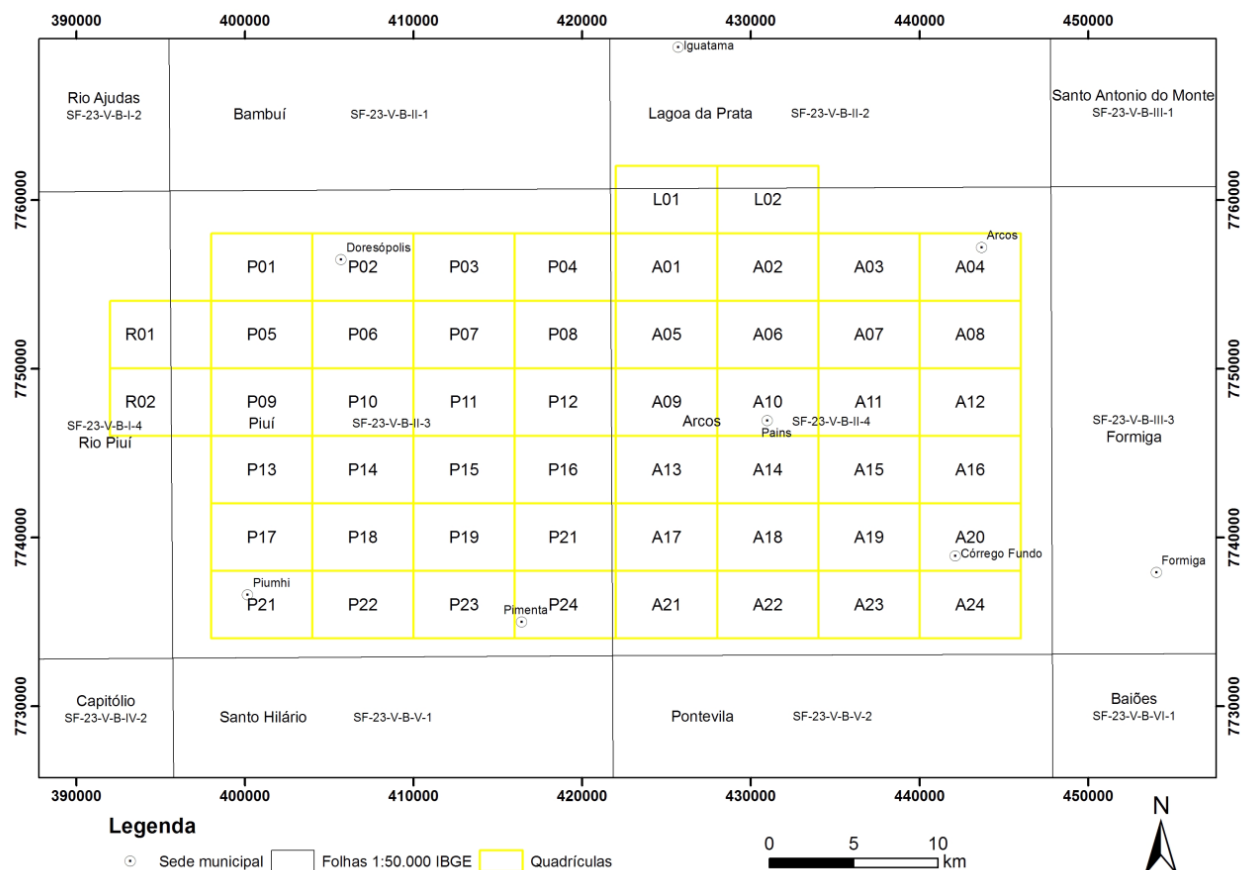 390000 400000 410000 420000 430000 440000 450000
Iguatama
Rio Ajudas
SF-23-V-B-I-2
Bambuí SF-23-V-B-II-1
Lagoa da Prata SF-23-V-B-II-2
Santo Antonio do Monte
SF-23-V-B-III-1
7760000 7760000
L01 L02
Arcos
Doresópolis
P01 P02 P03 P04 A01 A02 A03 A04
R01 P05 P06 P07 P08 A05 A06 A07 A08
7750000 7750000
R02 P09 P10 P11 P12 A09 A10 A11 A12
SF-23-V-B-I-4
Rio Piuí
Piuí SF-23-V-B-II-3
Arcos SF-23-V-B-II-4
Pains
SF-23-V-B-III-3
Formiga
P13 P14 P15 P16 A13 A14 A15 A16
7740000 7740000
P17 P18 P19 P21 A17 A18 A19 A20
Córrego Fundo
Formiga
Piumhi
P21 P22 P23 P24 A21 A22 A23 A24
Pimenta
7730000 7730000
Capitólio
SF-23-V-B-IV-2
Santo Hilário SF-23-V-B-V-1
Pontevila SF-23-V-B-V-2
Baiões
SF-23-V-B-VI-1
390000 400000 410000 420000 430000 440000 450000
Legenda
Sede municipal Folhas 1:50.000 IBGE Quadrículas
0 5 10
km
N